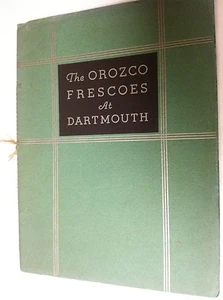 The OROZCO
FRESCOES
At
DARTMOUTH